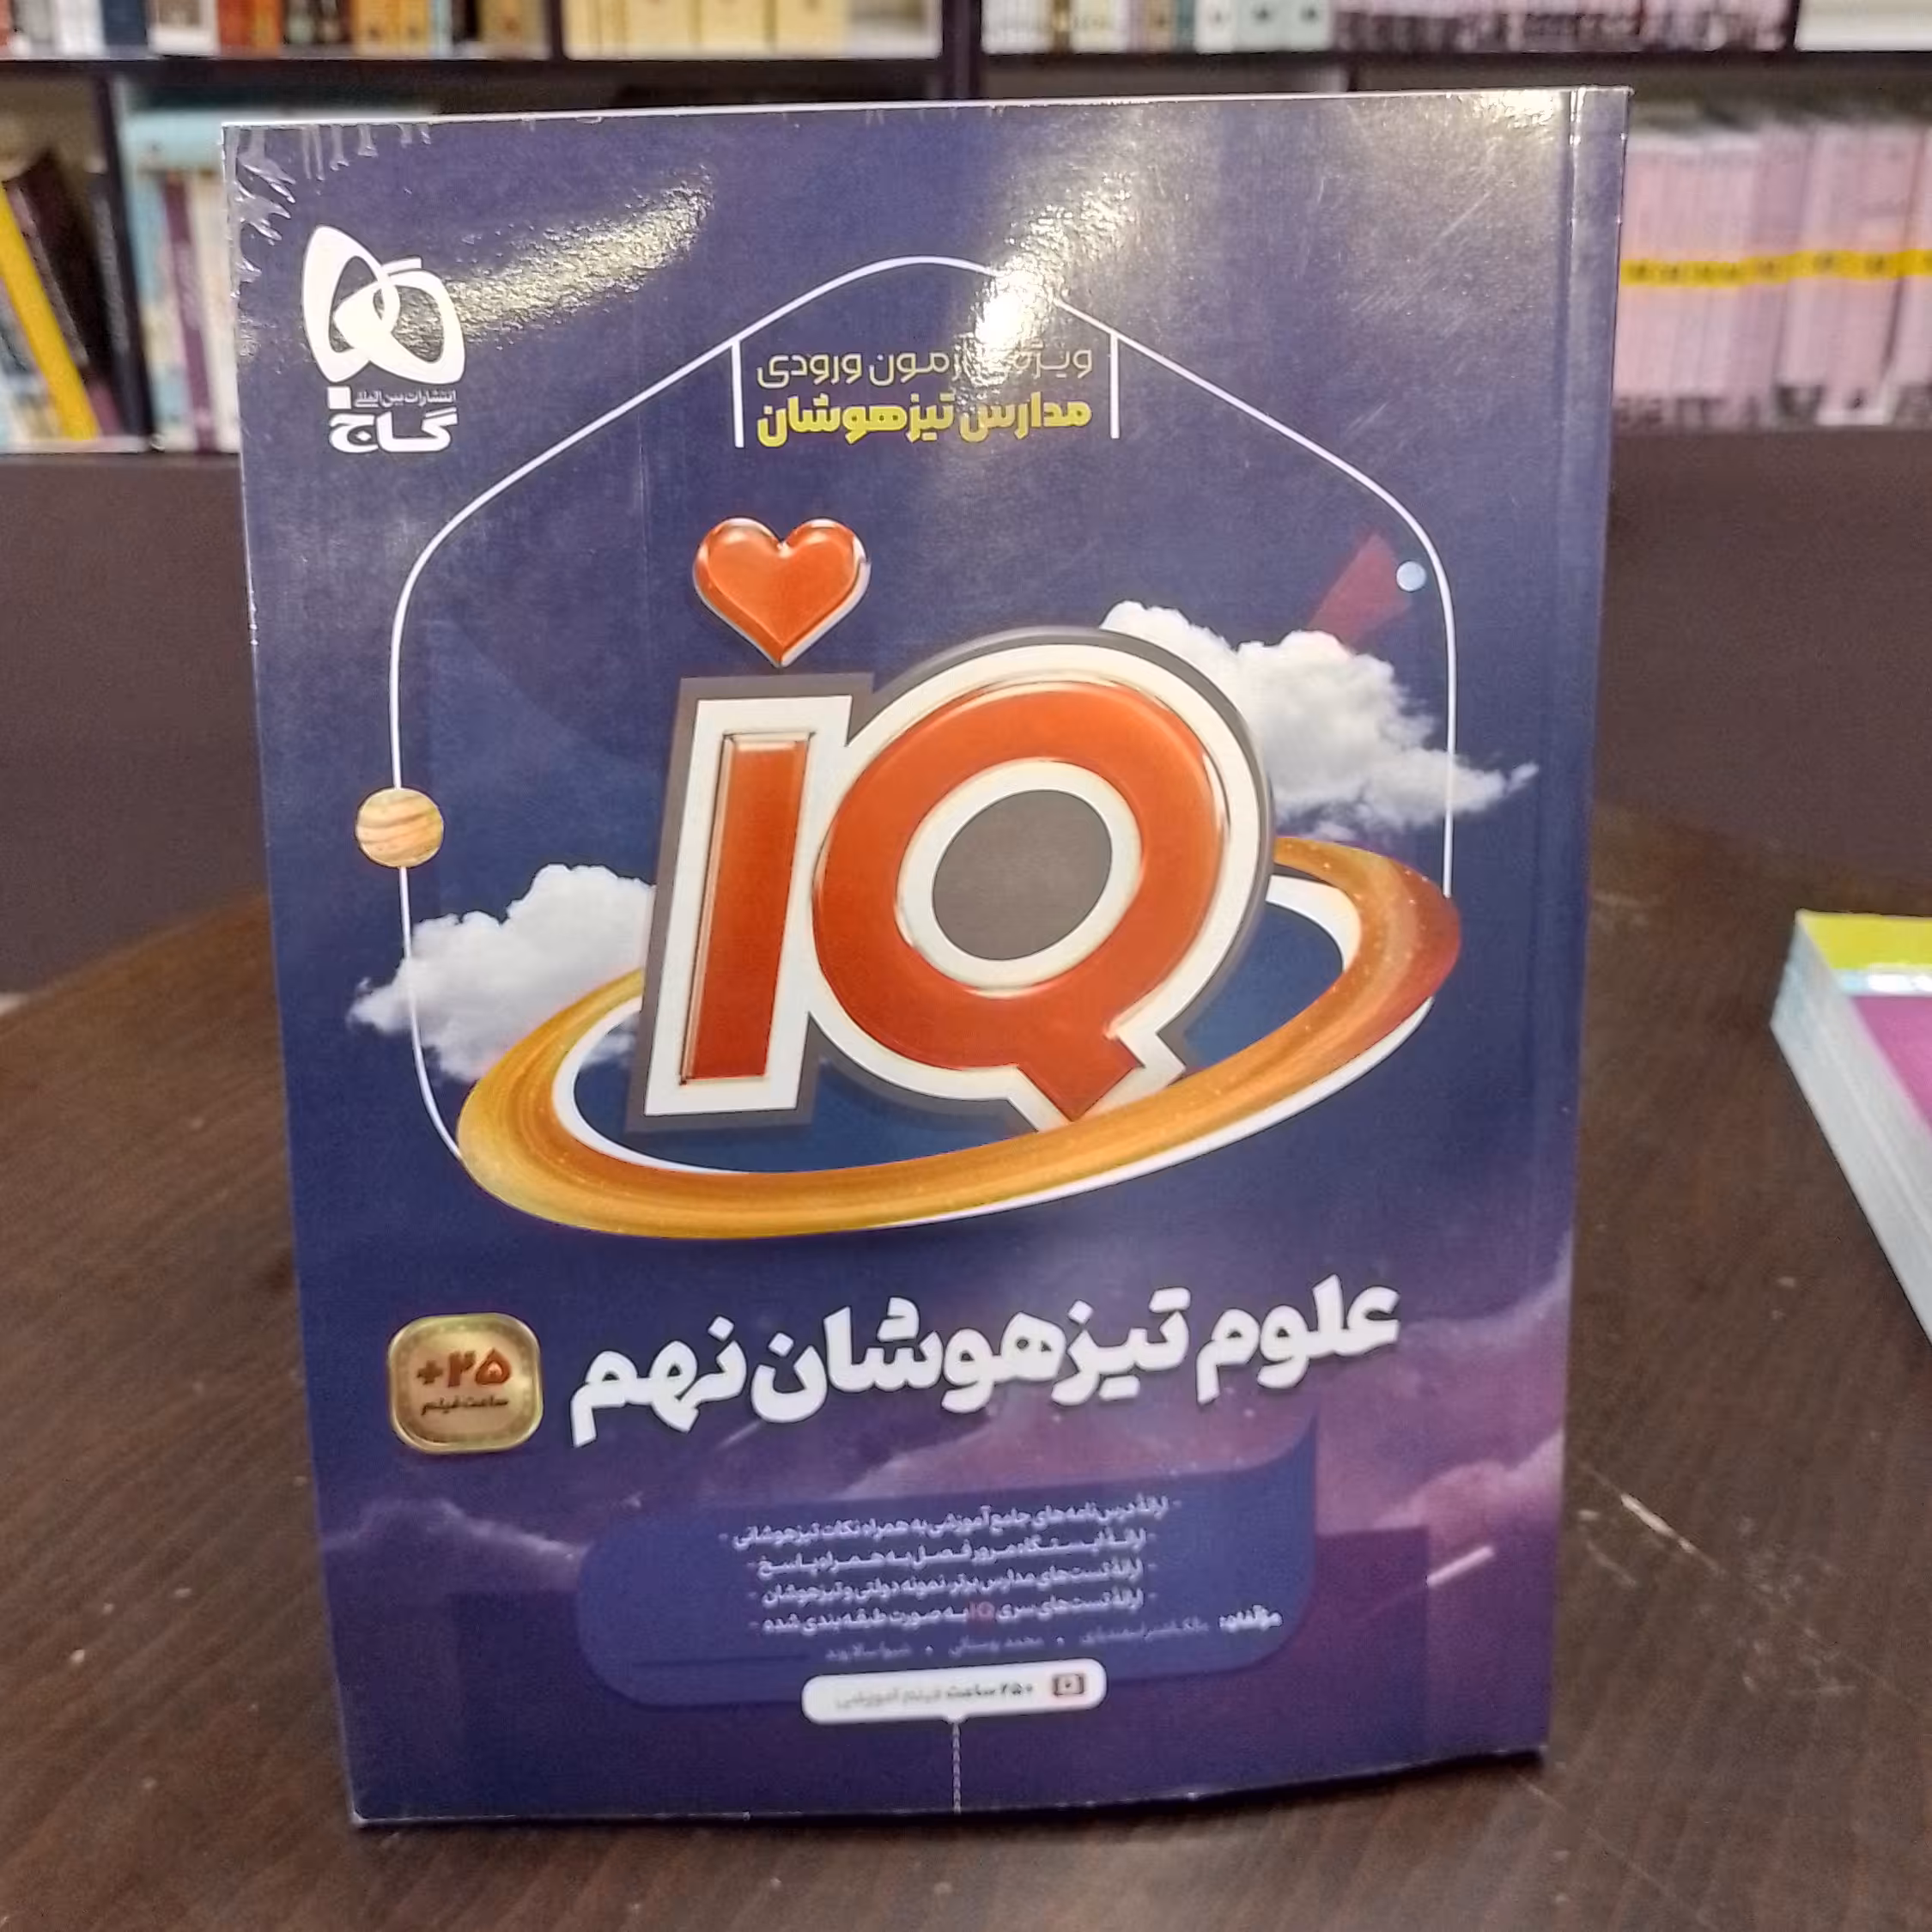 انتشارات بین‌المللی
گاج
ویژه آزمون ورودی
مدارس تیزهوشان
iQ
علوم تیزهوشان نهم
+۲۵
ساعت فیلم
- ارائهٔ درس‌نامه‌های جامع آموزشی به همراه نکات تیزهوشانی -
- ارائهٔ ایستگاه مرور فصل به همراه پاسخ -
- ارائهٔ تست‌های مدارس برتر، نمونه دولتی و تیزهوشان -
- ارائهٔ تست‌های سری IQ به صورت طبقه‌بندی شده -
مؤلفان:
+۲۵ ساعت فیلم آموزشی